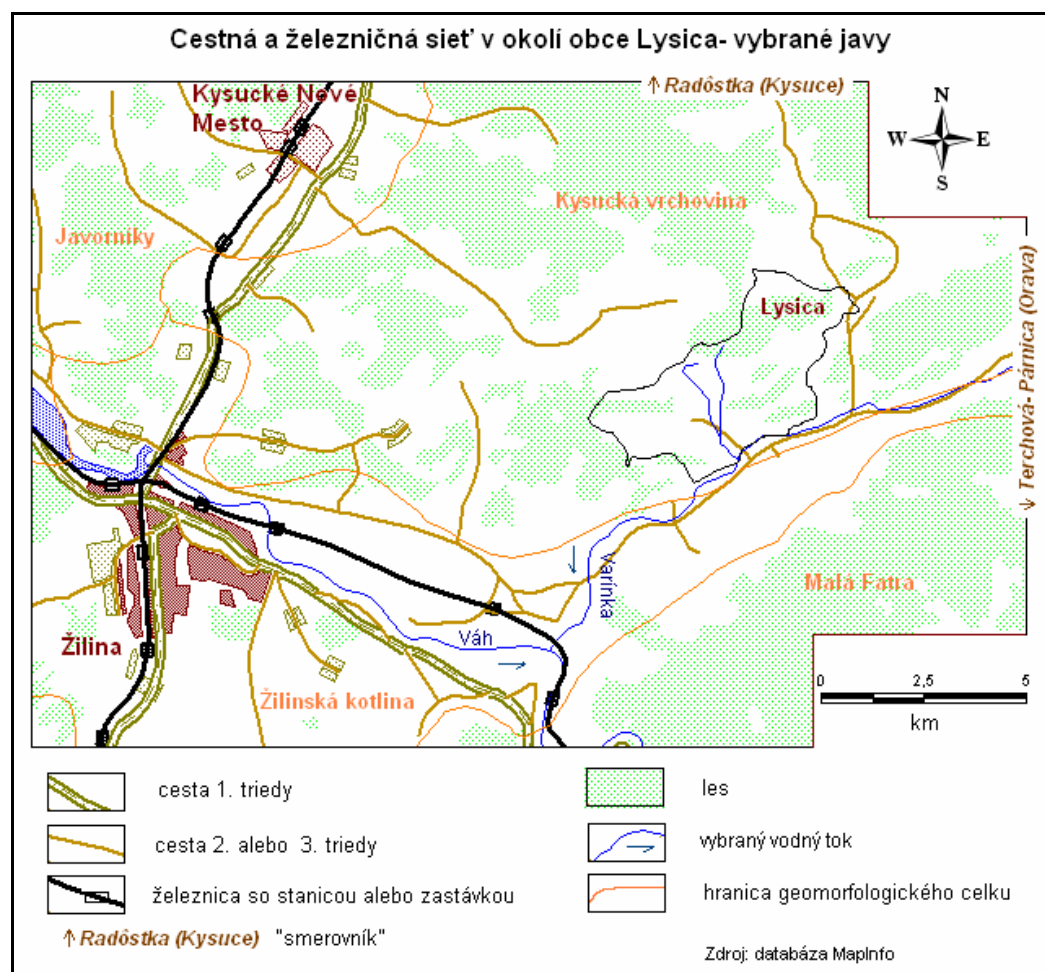 Cestná a železničná sieť v okolí obce Lysica- vybrané javy
↑ Radôstka (Kysuce)
Kysucké Nové
Mesto
N
W E
S
Kysucká vrchovina
Javorníky
Lysica
↓ Terchová- Párnica (Orava)
Varínka
Malá Fatra
Váh
Žilina
Žilinská kotlina
0 2,5 5
km
cesta 1. triedy
les
cesta 2. alebo 3. triedy
vybraný vodný tok
železnica so stanicou alebo zastávkou
hranica geomorfologického celku
↑ Radôstka (Kysuce) "smerovník"
Zdroj: databáza MapInfo